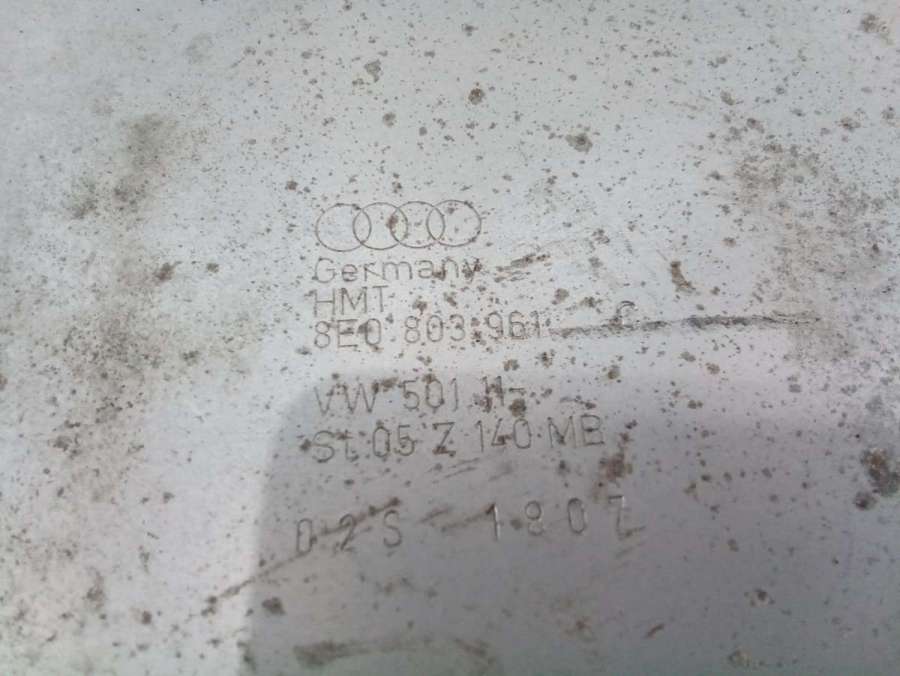 Germany
HMT
8E0 803 961 C
VW 501 11-
St 05 Z 140 MB
02S 1807